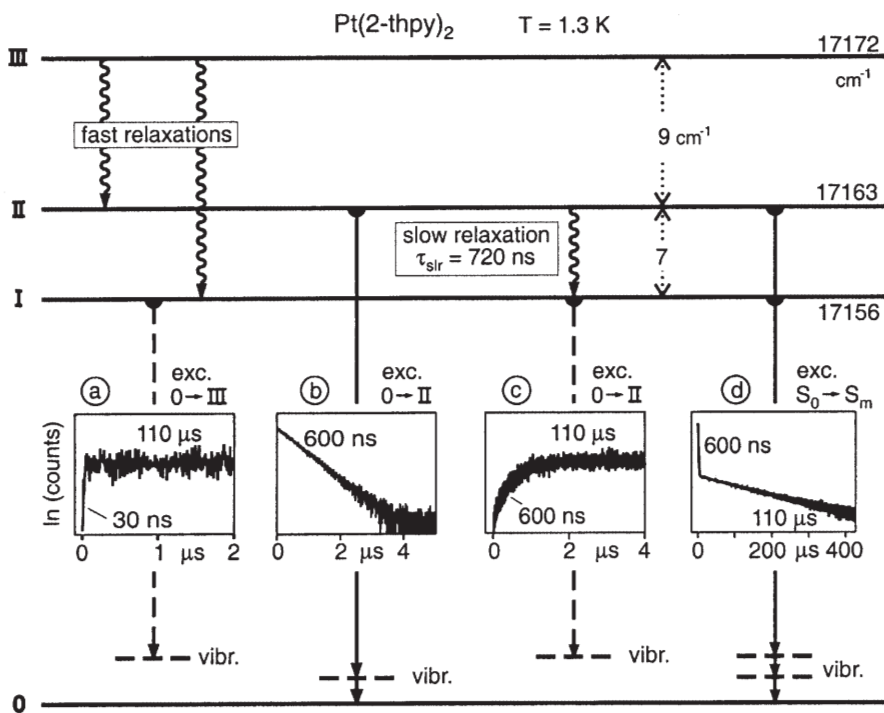 Pt(2-thpy)₂ T = 1.3 K
III
17172
cm⁻¹
fast relaxations
9 cm⁻¹
II
17163
slow relaxation
τslr = 720 ns
7
I
17156
a
exc.
0→III
110 μs
30 ns
ln (counts)
0 1 μs 2
b
exc.
0→II
600 ns
0 2 μs 4
c
exc.
0→II
110 μs
600 ns
0 2 μs 4
d
exc.
S₀→Sₘ
600 ns
110 μs
0 200 μs 400
vibr.
vibr.
vibr.
vibr.
0